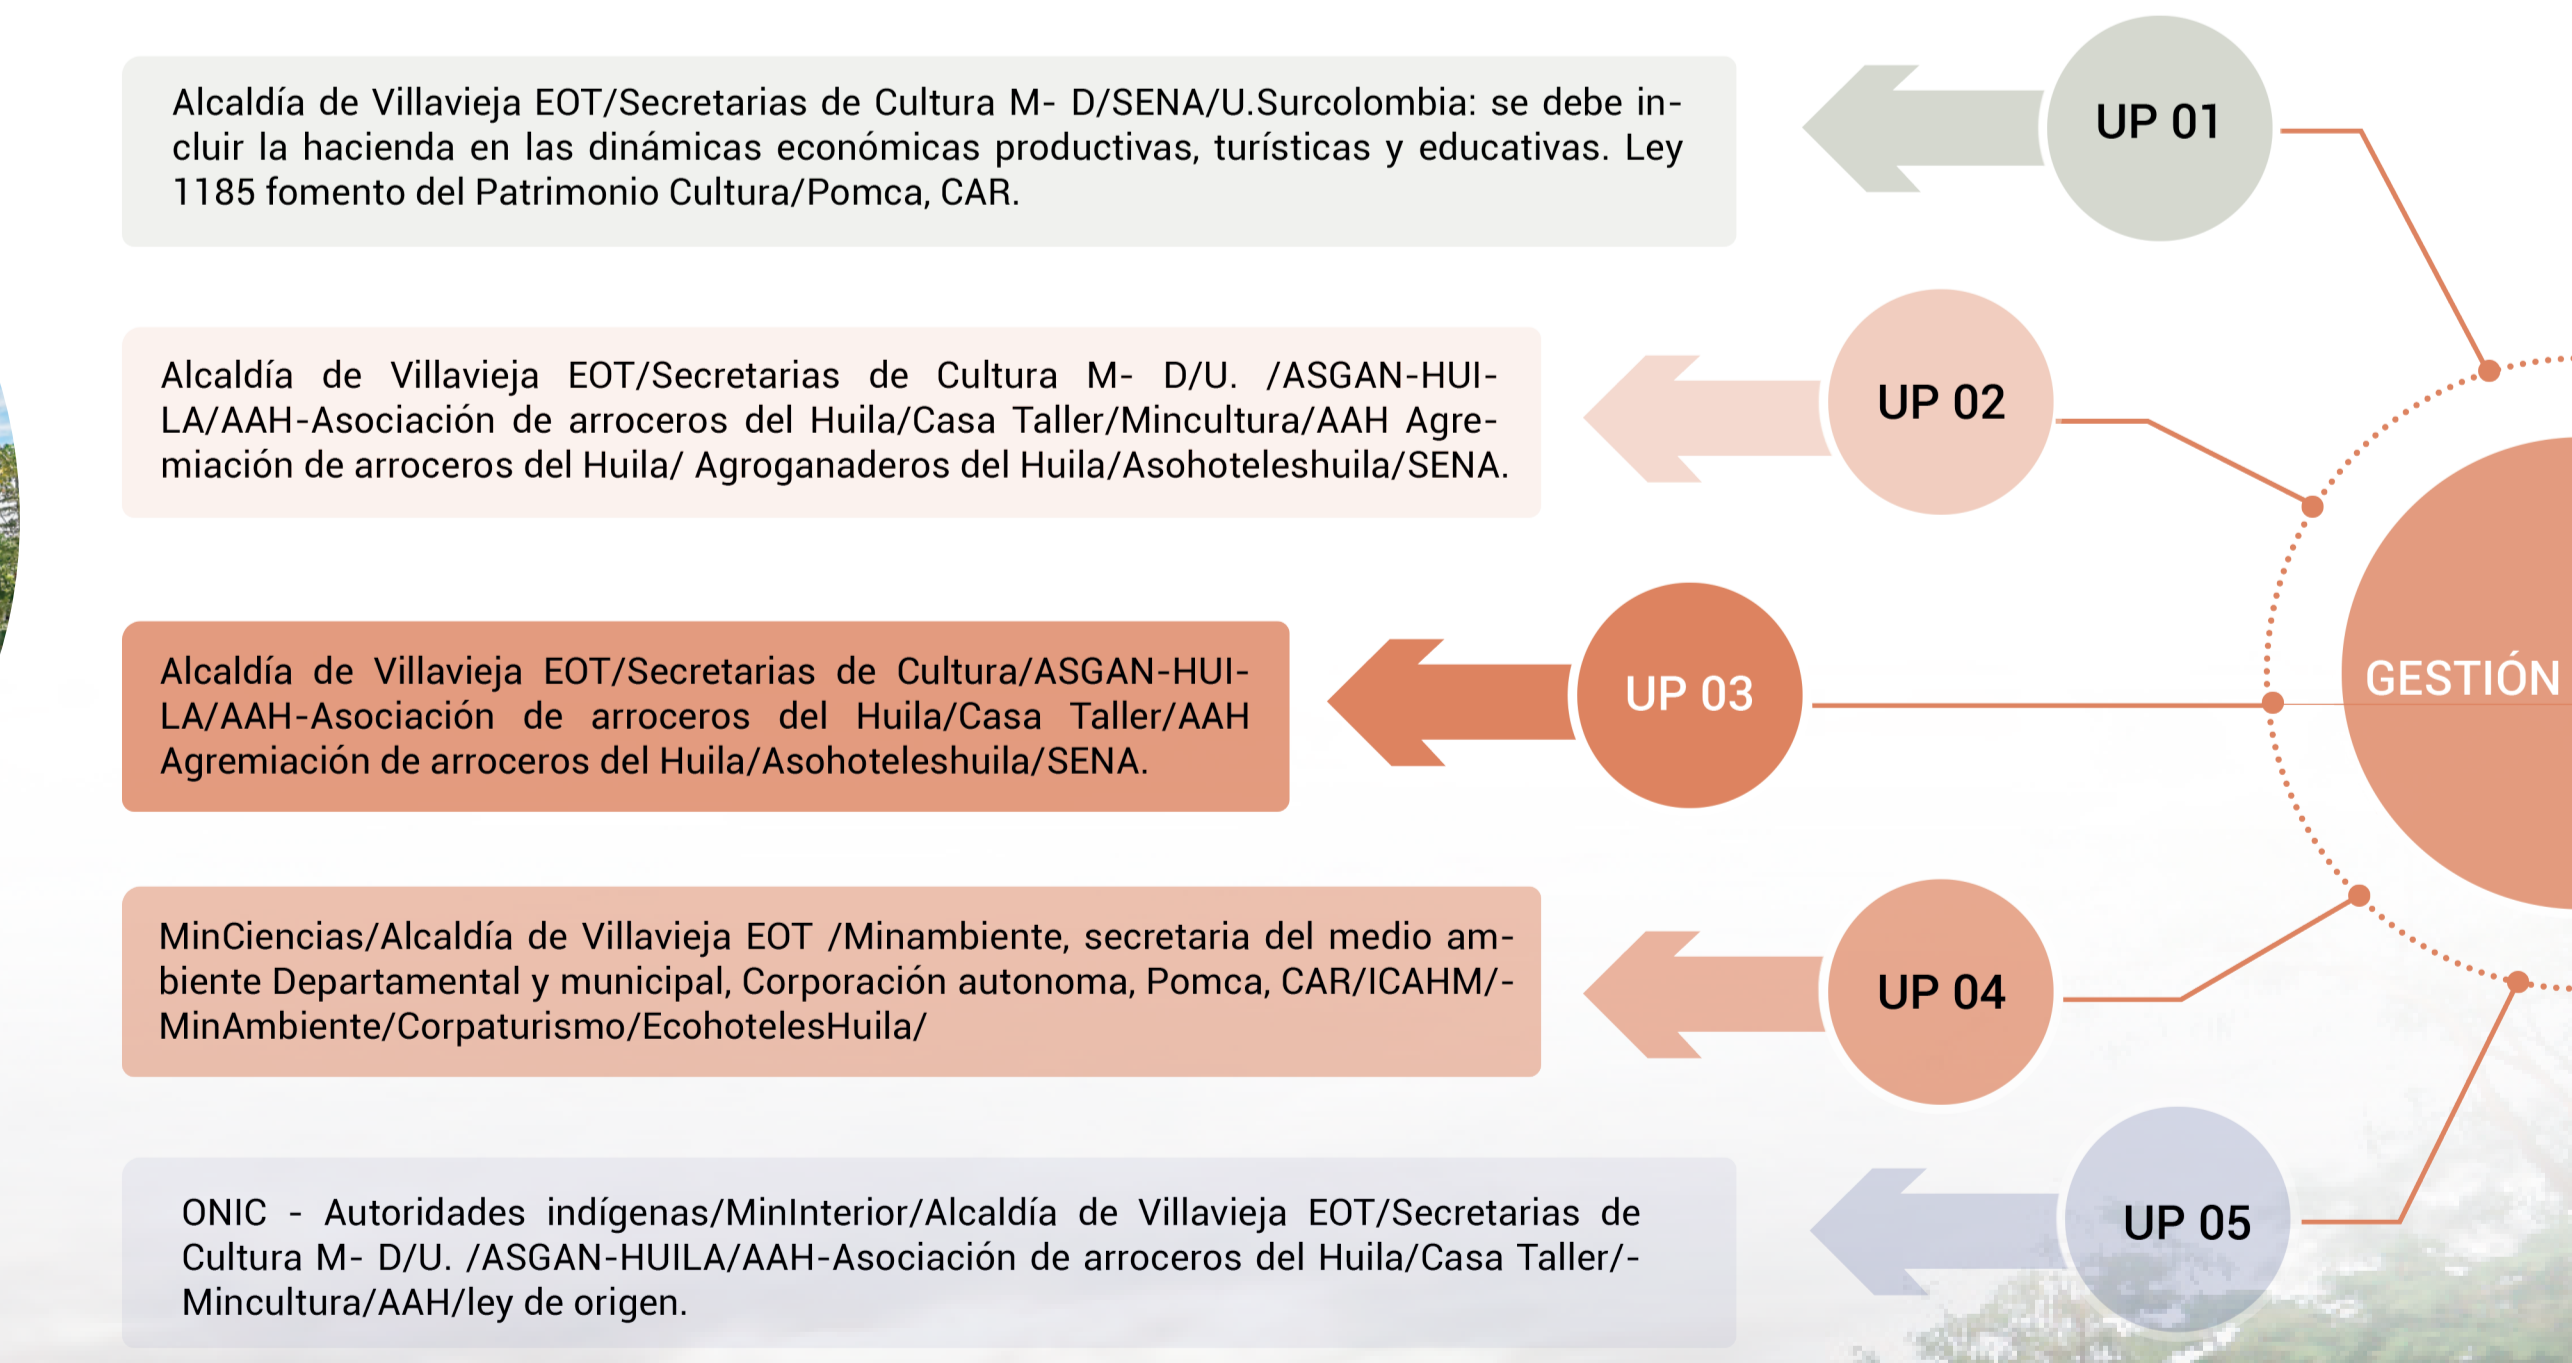 Alcaldía de Villavieja EOT/Secretarias de Cultura M- D/SENA/U.Surcolombia: se debe in-
cluir la hacienda en las dinámicas económicas productivas, turísticas y educativas. Ley
1185 fomento del Patrimonio Cultura/Pomca, CAR.
UP 01
Alcaldía de Villavieja EOT/Secretarias de Cultura M- D/U. /ASGAN-HUI-
LA/AAH-Asociación de arroceros del Huila/Casa Taller/Mincultura/AAH Agre-
miación de arroceros del Huila/ Agroganaderos del Huila/Asohoteleshuila/SENA.
UP 02
Alcaldía de Villavieja EOT/Secretarias de Cultura/ASGAN-HUI-
LA/AAH-Asociación de arroceros del Huila/Casa Taller/AAH
Agremiación de arroceros del Huila/Asohoteleshuila/SENA.
UP 03
GESTIÓN
MinCiencias/Alcaldía de Villavieja EOT /Minambiente, secretaria del medio am-
biente Departamental y municipal, Corporación autonoma, Pomca, CAR/ICAHM/-
MinAmbiente/Corpaturismo/EcohotelesHuila/
UP 04
ONIC - Autoridades indígenas/MinInterior/Alcaldía de Villavieja EOT/Secretarias de
Cultura M- D/U. /ASGAN-HUILA/AAH-Asociación de arroceros del Huila/Casa Taller/-
Mincultura/AAH/ley de origen.
UP 05